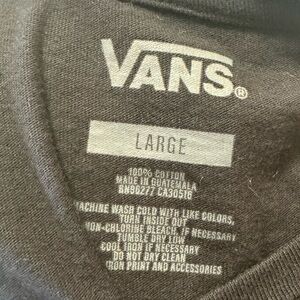 VANS®
LARGE
100% COTTON
MADE IN GUATEMALA
RN90277 CA30516
MACHINE WASH COLD WITH LIKE COLORS,
TURN INSIDE OUT
NON-CHLORINE BLEACH, IF NECESSARY
TUMBLE DRY LOW
COOL IRON IF NECESSARY
DO NOT DRY CLEAN
IRON PRINT AND ACCESSORIES